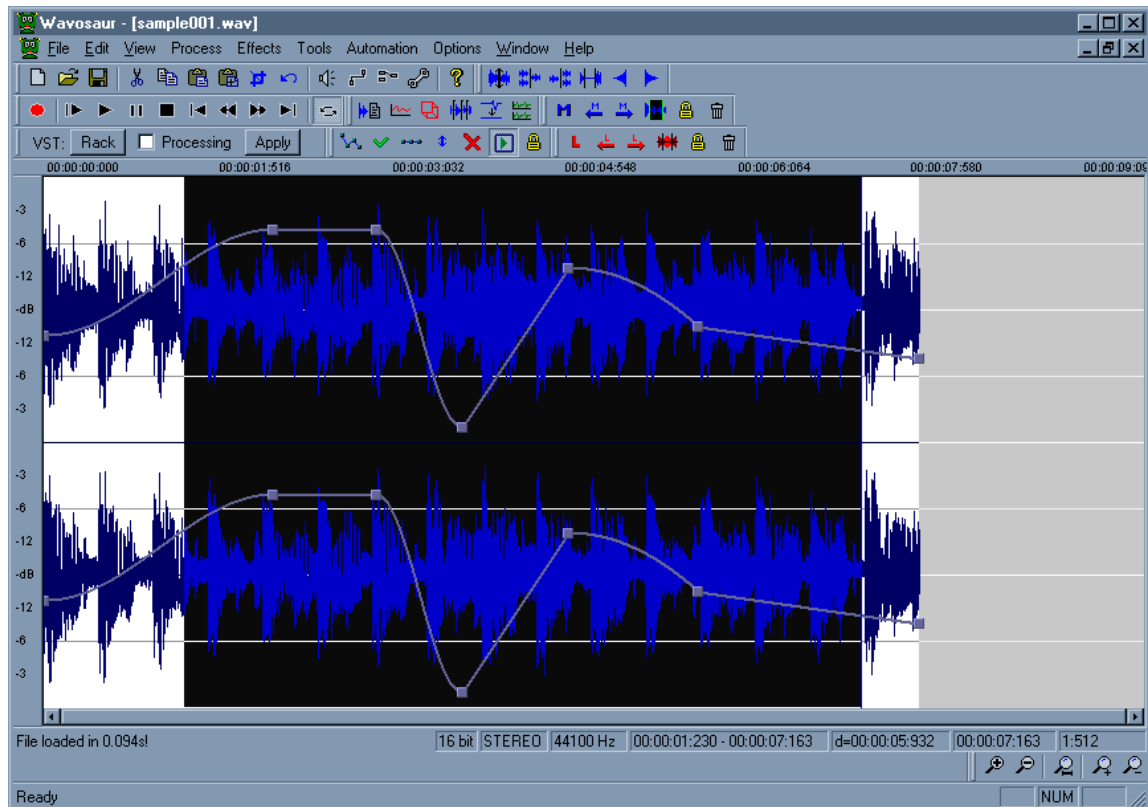 Wavosaur - [sample001.wav]
File Edit View Process Effects Tools Automation Options Window Help
M M M
VST: Rack Processing Apply L L L
00:00:00:000 00:00:01:516 00:00:03:032 00:00:04:548 00:00:06:064 00:00:07:580 00:00:09:09
-3
-6
-12
-dB
-12
-6
-3
-3
-6
-12
-dB
-12
-6
-3
File loaded in 0.094s! 16 bit STEREO 44100 Hz 00:00:01:230 - 00:00:07:163 d=00:00:05:932 00:00:07:163 1:512
Ready NUM